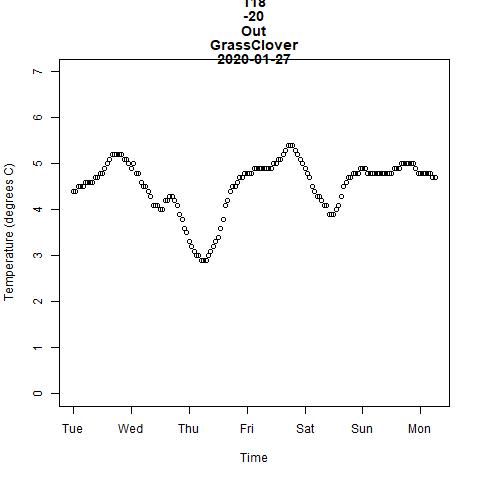 T18
-20
Out
GrassClover
2020-01-27
Temperature (degrees C)
7
6
5
4
3
2
1
0
Tue Wed Thu Fri Sat Sun Mon
Time